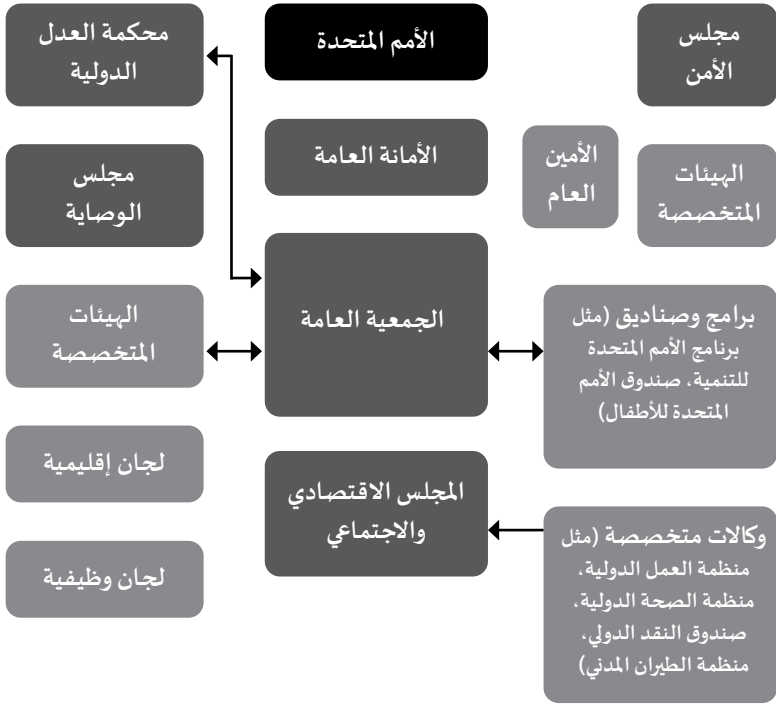 مجلس
الأمن
الأمم المتحدة
محكمة العدل
الدولية
الهيئات
المتخصصة
الأمين
العام
الأمانة العامة
مجلس
الوصاية
برامج وصناديق (مثل
برنامج الأمم المتحدة
للتنمية، صندوق الأمم
المتحدة للأطفال)
الجمعية العامة
الهيئات
المتخصصة
وكالات متخصصة (مثل
منظمة العمل الدولية،
منظمة الصحة الدولية،
صندوق النقد الدولي،
منظمة الطيران المدني)
المجلس الاقتصادي
والاجتماعي
لجان إقليمية
لجان وظيفية